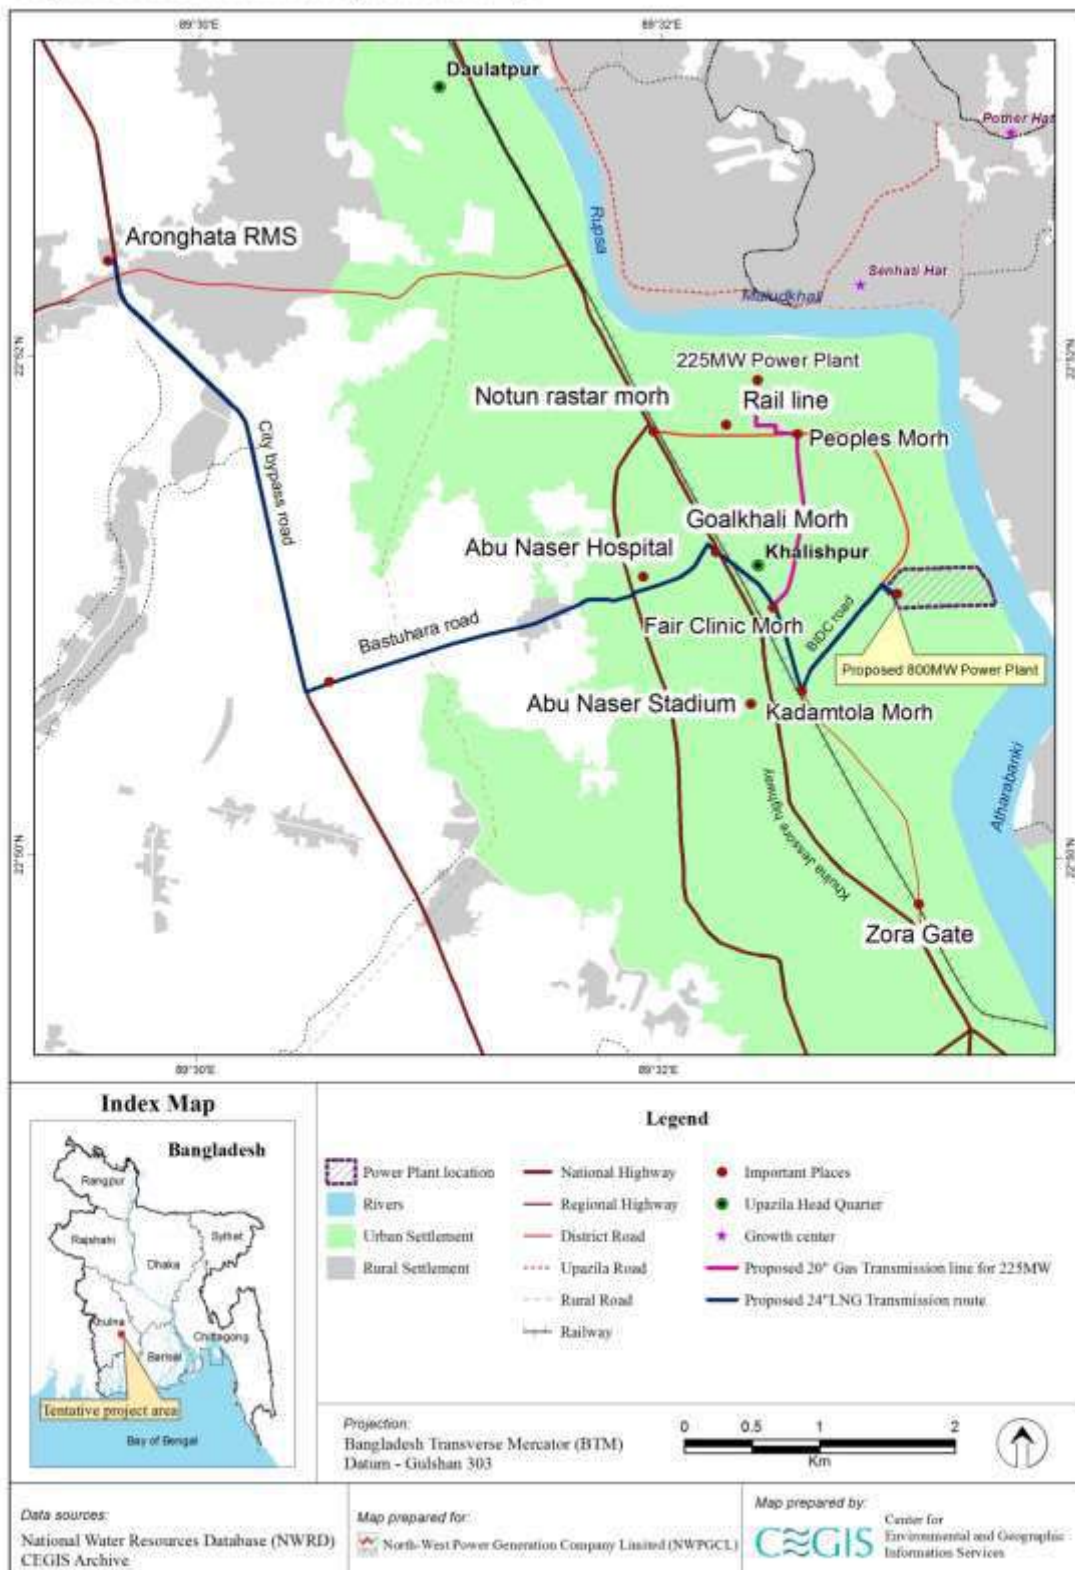 89°30'E
89°32'E
Daulatpur
Pother Hat
Aronghata RMS
Rupsa
Senhati Hat
Maludkhali
22°52'N
22°52'N
225MW Power Plant
Notun rastar morh
Rail line
Peoples Morh
City bypass road
Goalkhali Morh
Abu Naser Hospital
Khalishpur
Bastuhara road
Fair Clinic Morh
BIDC road
Proposed 800MW Power Plant
Abu Naser Stadium
Kadamtola Morh
Atharabanki
Khulna Jessore highway
22°50'N
22°50'N
Zora Gate
89°30'E
89°32'E
Index Map
Bangladesh
Rangpur
Rajshahi
Sylhet
Dhaka
Khulna
Barisal
Chittagong
Tentative project area
Bay of Bengal
Legend
Power Plant location
Rivers
Urban Settlement
Rural Settlement
National Highway
Regional Highway
District Road
Upazila Road
Rural Road
Railway
Important Places
Upazila Head Quarter
Growth center
Proposed 20" Gas Transmission line for 225MW
Proposed 24"LNG Transmission route
Projection:
Bangladesh Transverse Mercator (BTM)
Datum - Gulshan 303
0 0.5 1 2
Km
Data sources:
National Water Resources Database (NWRD)
CEGIS Archive
Map prepared for:
North-West Power Generation Company Limited (NWPGCL)
Map prepared by:
CEGIS
Center for
Environmental and Geographic
Information Services